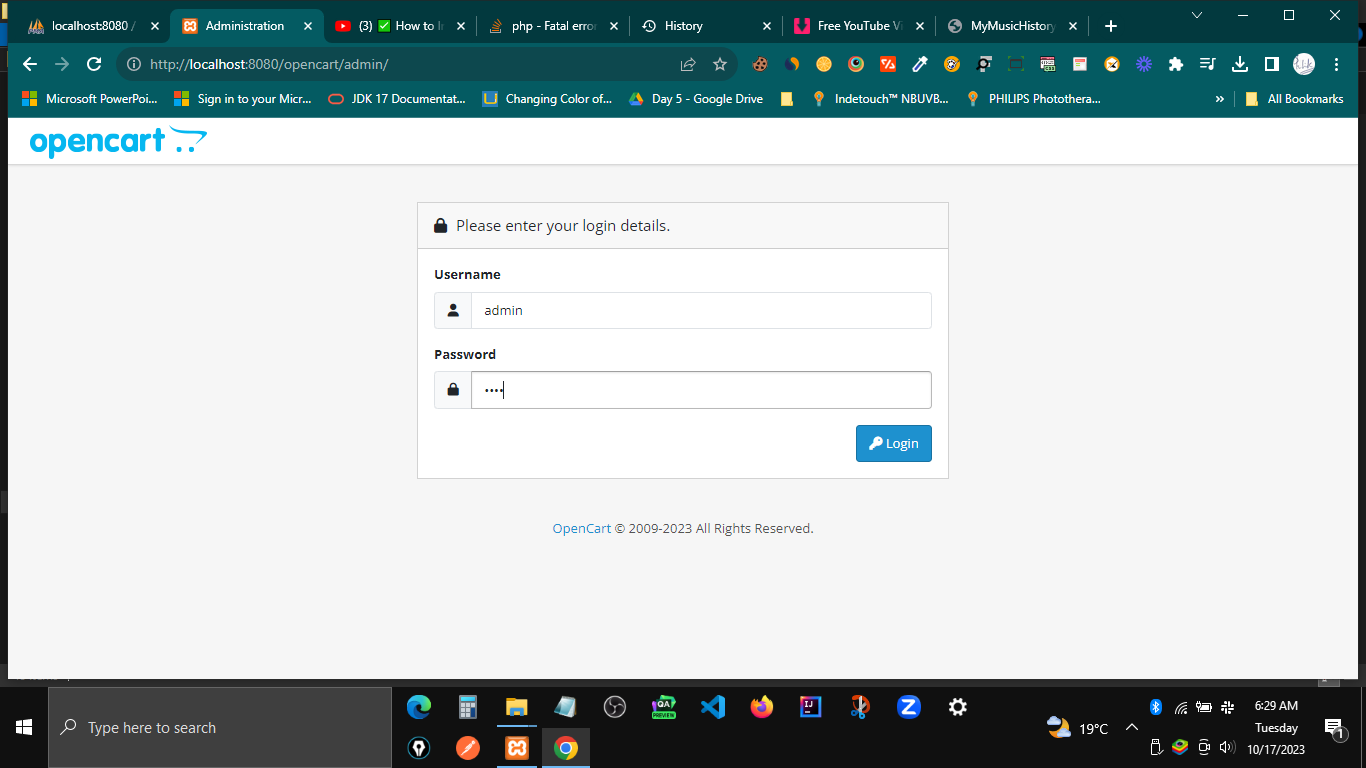 localhost:8080 /
Administration
(3) ✅ How to I
php - Fatal erro
History
Free YouTube Vi
MyMusicHistory
http://localhost:8080/opencart/admin/
Microsoft PowerPoi...
Sign in to your Micr...
JDK 17 Documentat...
Changing Color of...
Day 5 - Google Drive
Indetouch™ NBUVB...
PHILIPS Photothera...
»
All Bookmarks
opencart
Please enter your login details.
Username
admin
Password
••••
Login
OpenCart © 2009-2023 All Rights Reserved.
Type here to search
19°C
6:29 AM
Tuesday
10/17/2023
1